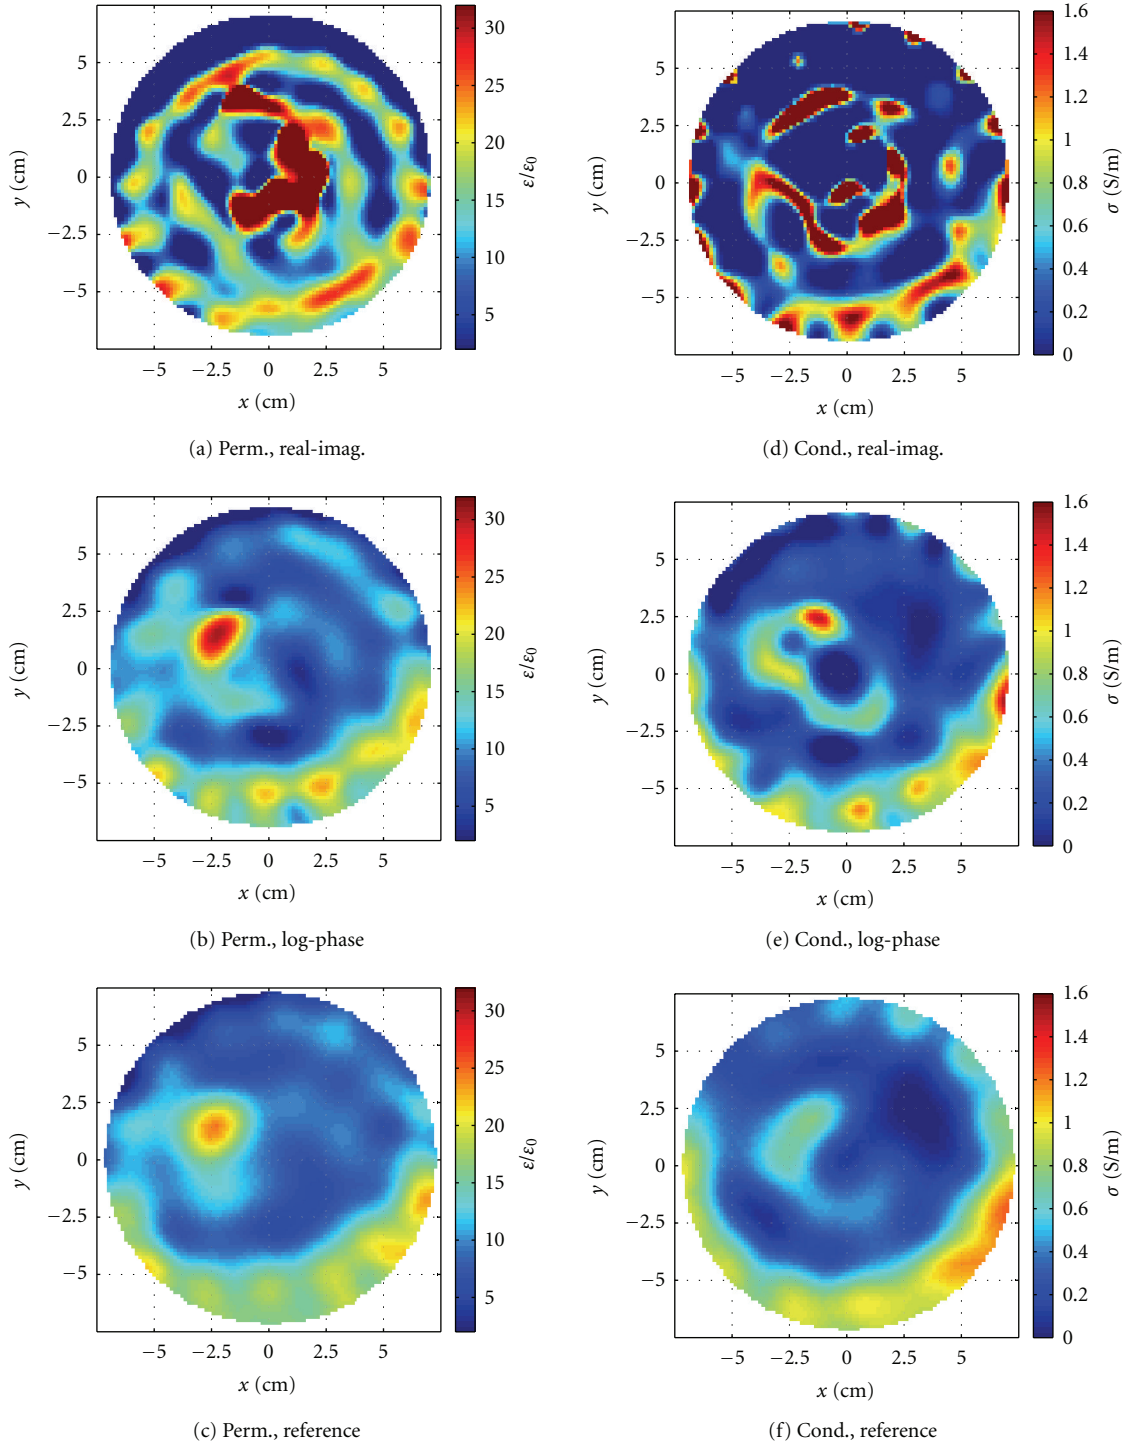 30
25
20
15
10
5
ε/ε0
5
2.5
0
−2.5
−5
y (cm)
−5 −2.5 0 2.5 5
x (cm)
(a) Perm., real-imag.
1.6
1.4
1.2
1
0.8
0.6
0.4
0.2
0
σ (S/m)
5
2.5
0
−2.5
−5
y (cm)
−5 −2.5 0 2.5 5
x (cm)
(d) Cond., real-imag.
30
25
20
15
10
5
ε/ε0
5
2.5
0
−2.5
−5
y (cm)
−5 −2.5 0 2.5 5
x (cm)
(b) Perm., log-phase
1.6
1.4
1.2
1
0.8
0.6
0.4
0.2
0
σ (S/m)
5
2.5
0
−2.5
−5
y (cm)
−5 −2.5 0 2.5 5
x (cm)
(e) Cond., log-phase
30
25
20
15
10
5
ε/ε0
5
2.5
0
−2.5
−5
y (cm)
−5 −2.5 0 2.5 5
x (cm)
(c) Perm., reference
1.6
1.4
1.2
1
0.8
0.6
0.4
0.2
0
σ (S/m)
5
2.5
0
−2.5
−5
y (cm)
−5 −2.5 0 2.5 5
x (cm)
(f) Cond., reference